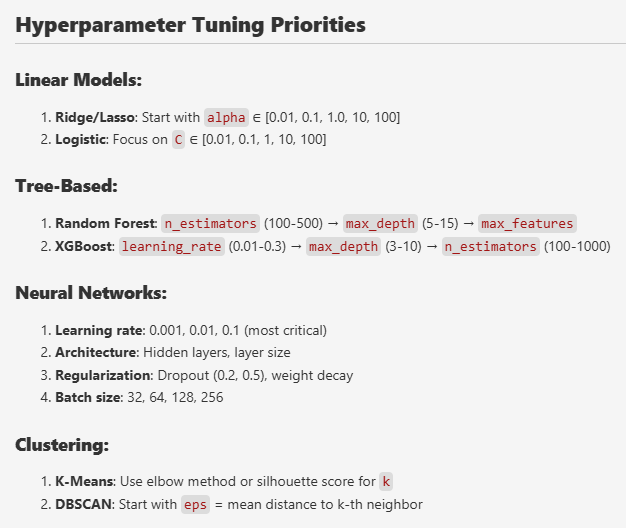 Hyperparameter Tuning Priorities
Linear Models:
1. Ridge/Lasso: Start with alpha ∈ [0.01, 0.1, 1.0, 10, 100]
2. Logistic: Focus on C ∈ [0.01, 0.1, 1, 10, 100]
Tree-Based:
1. Random Forest: n_estimators (100-500) → max_depth (5-15) → max_features
2. XGBoost: learning_rate (0.01-0.3) → max_depth (3-10) → n_estimators (100-1000)
Neural Networks:
1. Learning rate: 0.001, 0.01, 0.1 (most critical)
2. Architecture: Hidden layers, layer size
3. Regularization: Dropout (0.2, 0.5), weight decay
4. Batch size: 32, 64, 128, 256
Clustering:
1. K-Means: Use elbow method or silhouette score for k
2. DBSCAN: Start with eps = mean distance to k-th neighbor